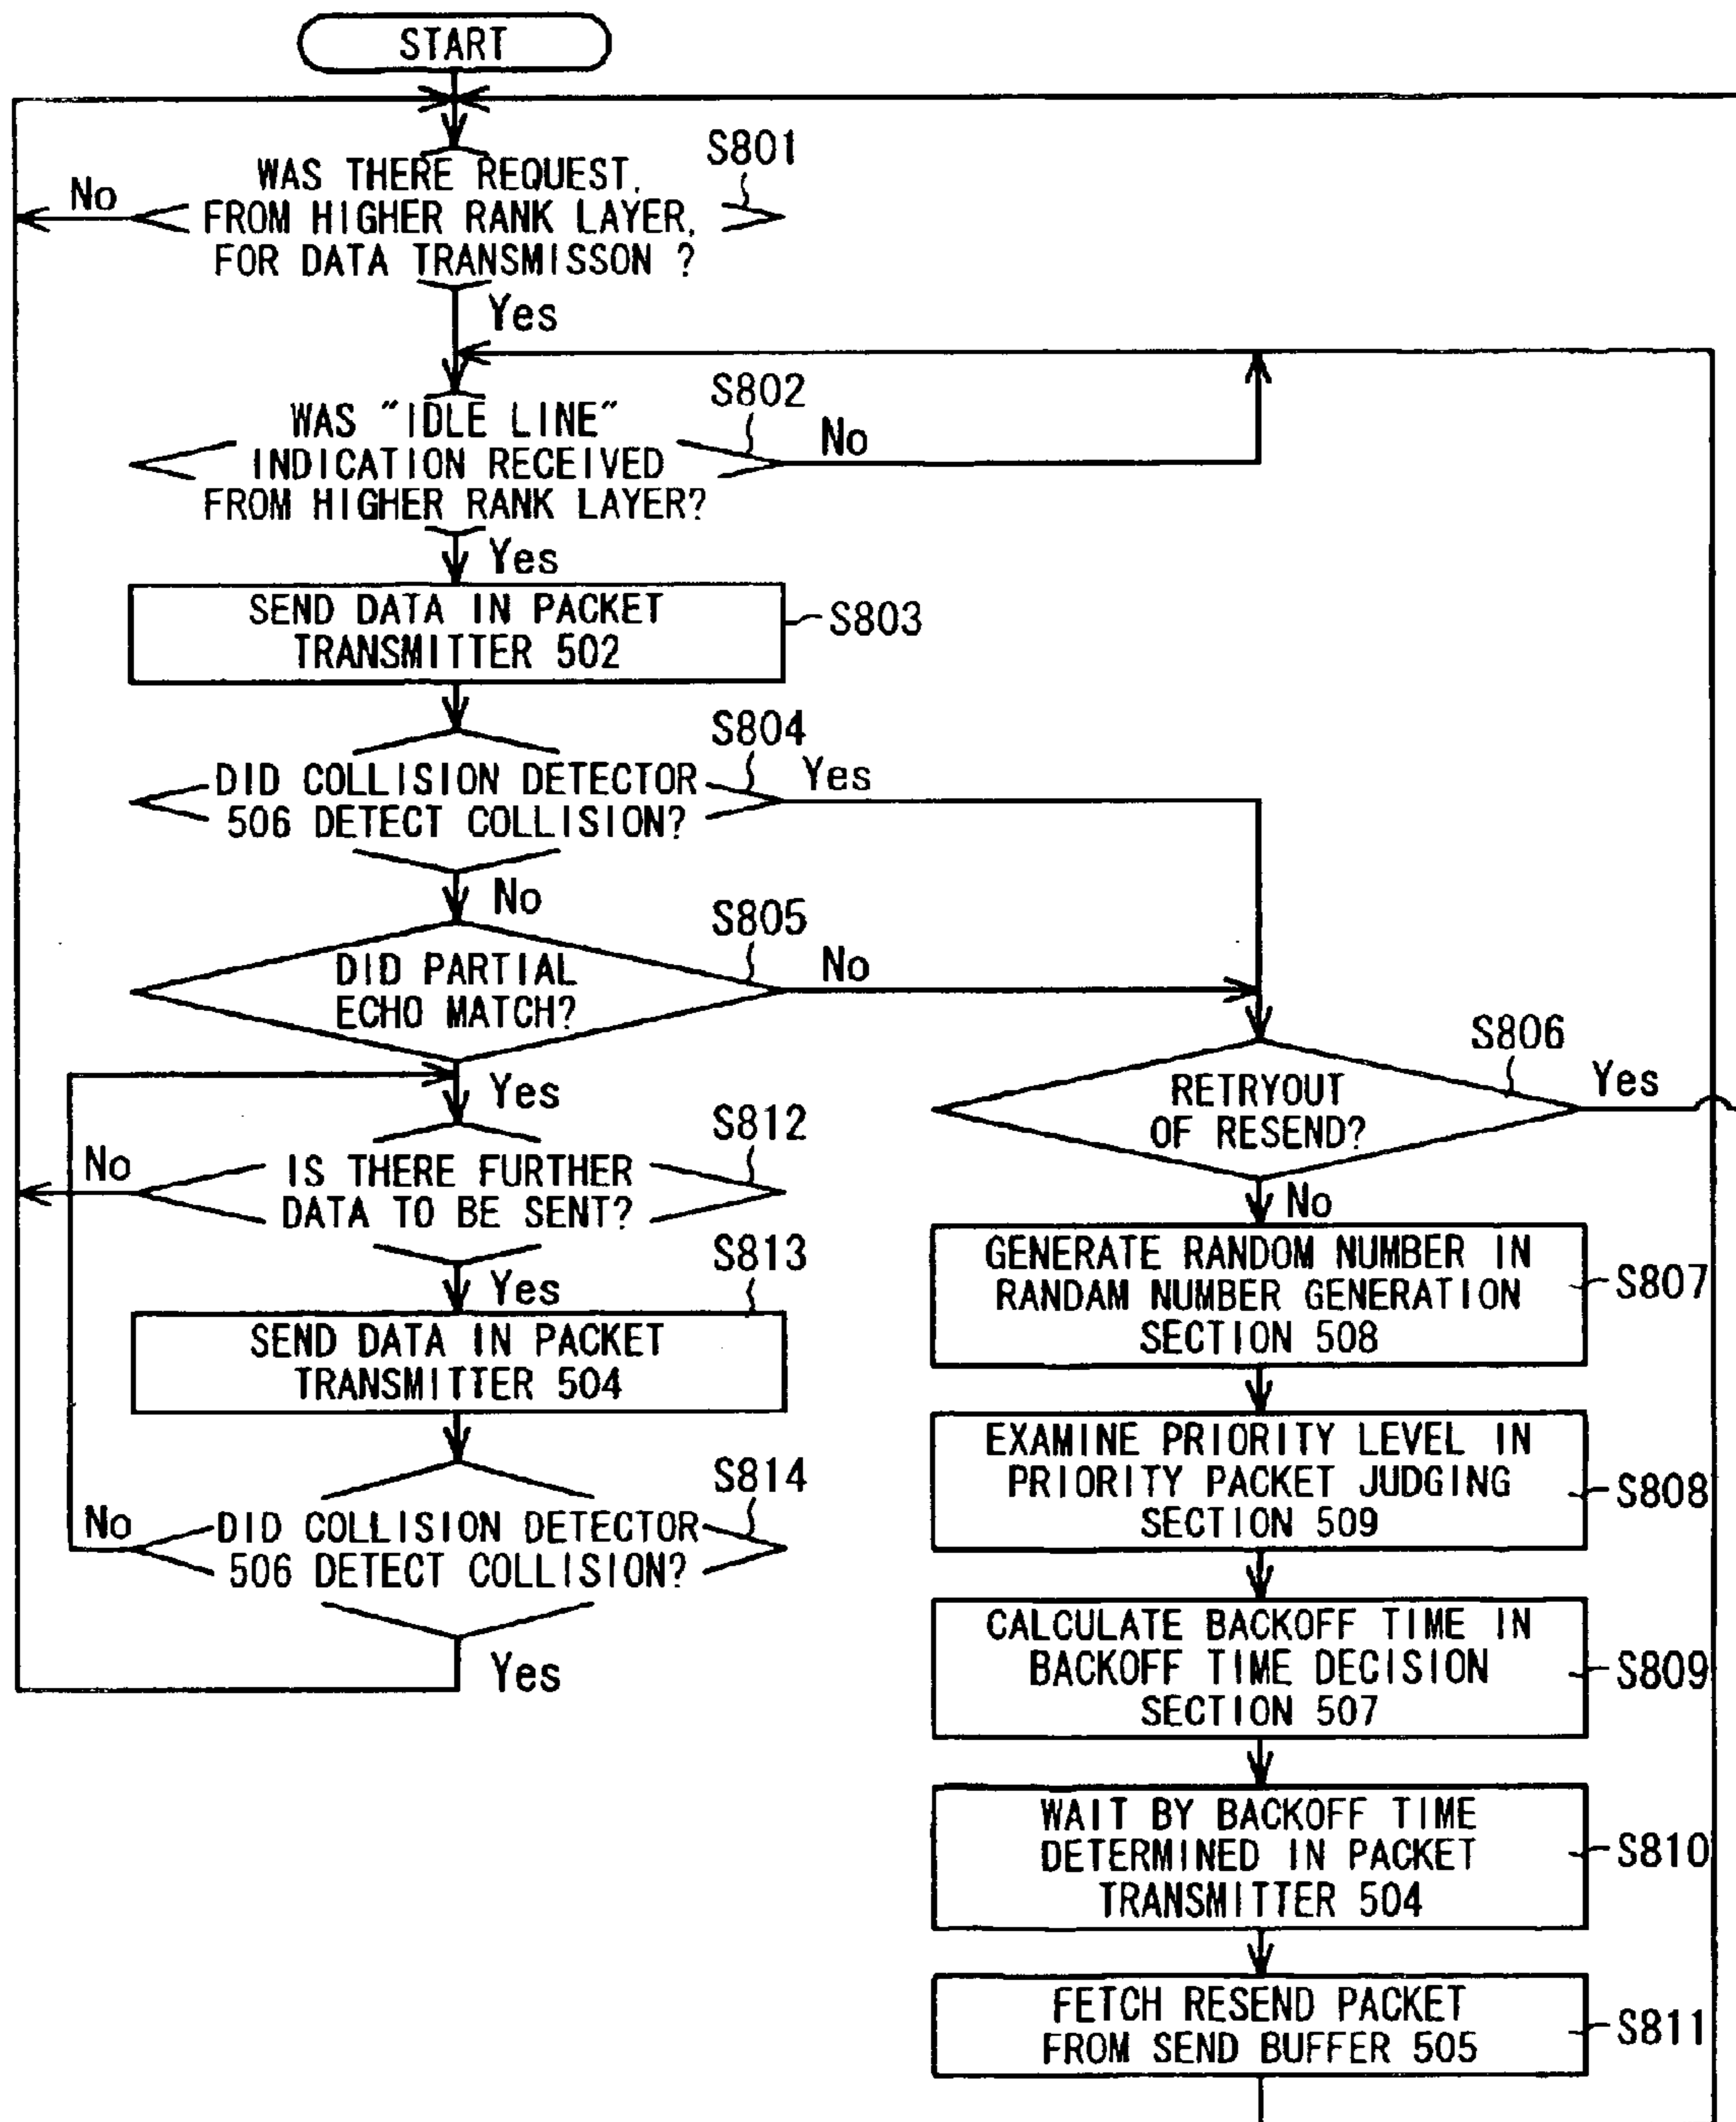 START
S801
WAS THERE REQUEST,
FROM HIGHER RANK LAYER,
FOR DATA TRANSMISSON ?
No
Yes
S802
WAS "IDLE LINE"
INDICATION RECEIVED
FROM HIGHER RANK LAYER?
No
Yes
SEND DATA IN PACKET
TRANSMITTER 502
S803
S804
DID COLLISION DETECTOR
506 DETECT COLLISION?
Yes
No
S805
DID PARTIAL
ECHO MATCH?
No
Yes
S806
RETRYOUT
OF RESEND?
Yes
No
S812
IS THERE FURTHER
DATA TO BE SENT?
No
Yes
S813
SEND DATA IN PACKET
TRANSMITTER 504
S814
DID COLLISION DETECTOR
506 DETECT COLLISION?
No
Yes
GENERATE RANDOM NUMBER IN
RANDAM NUMBER GENERATION
SECTION 508
S807
EXAMINE PRIORITY LEVEL IN
PRIORITY PACKET JUDGING
SECTION 509
S808
CALCULATE BACKOFF TIME IN
BACKOFF TIME DECISION
SECTION 507
S809
WAIT BY BACKOFF TIME
DETERMINED IN PACKET
TRANSMITTER 504
S810
FETCH RESEND PACKET
FROM SEND BUFFER 505
S811